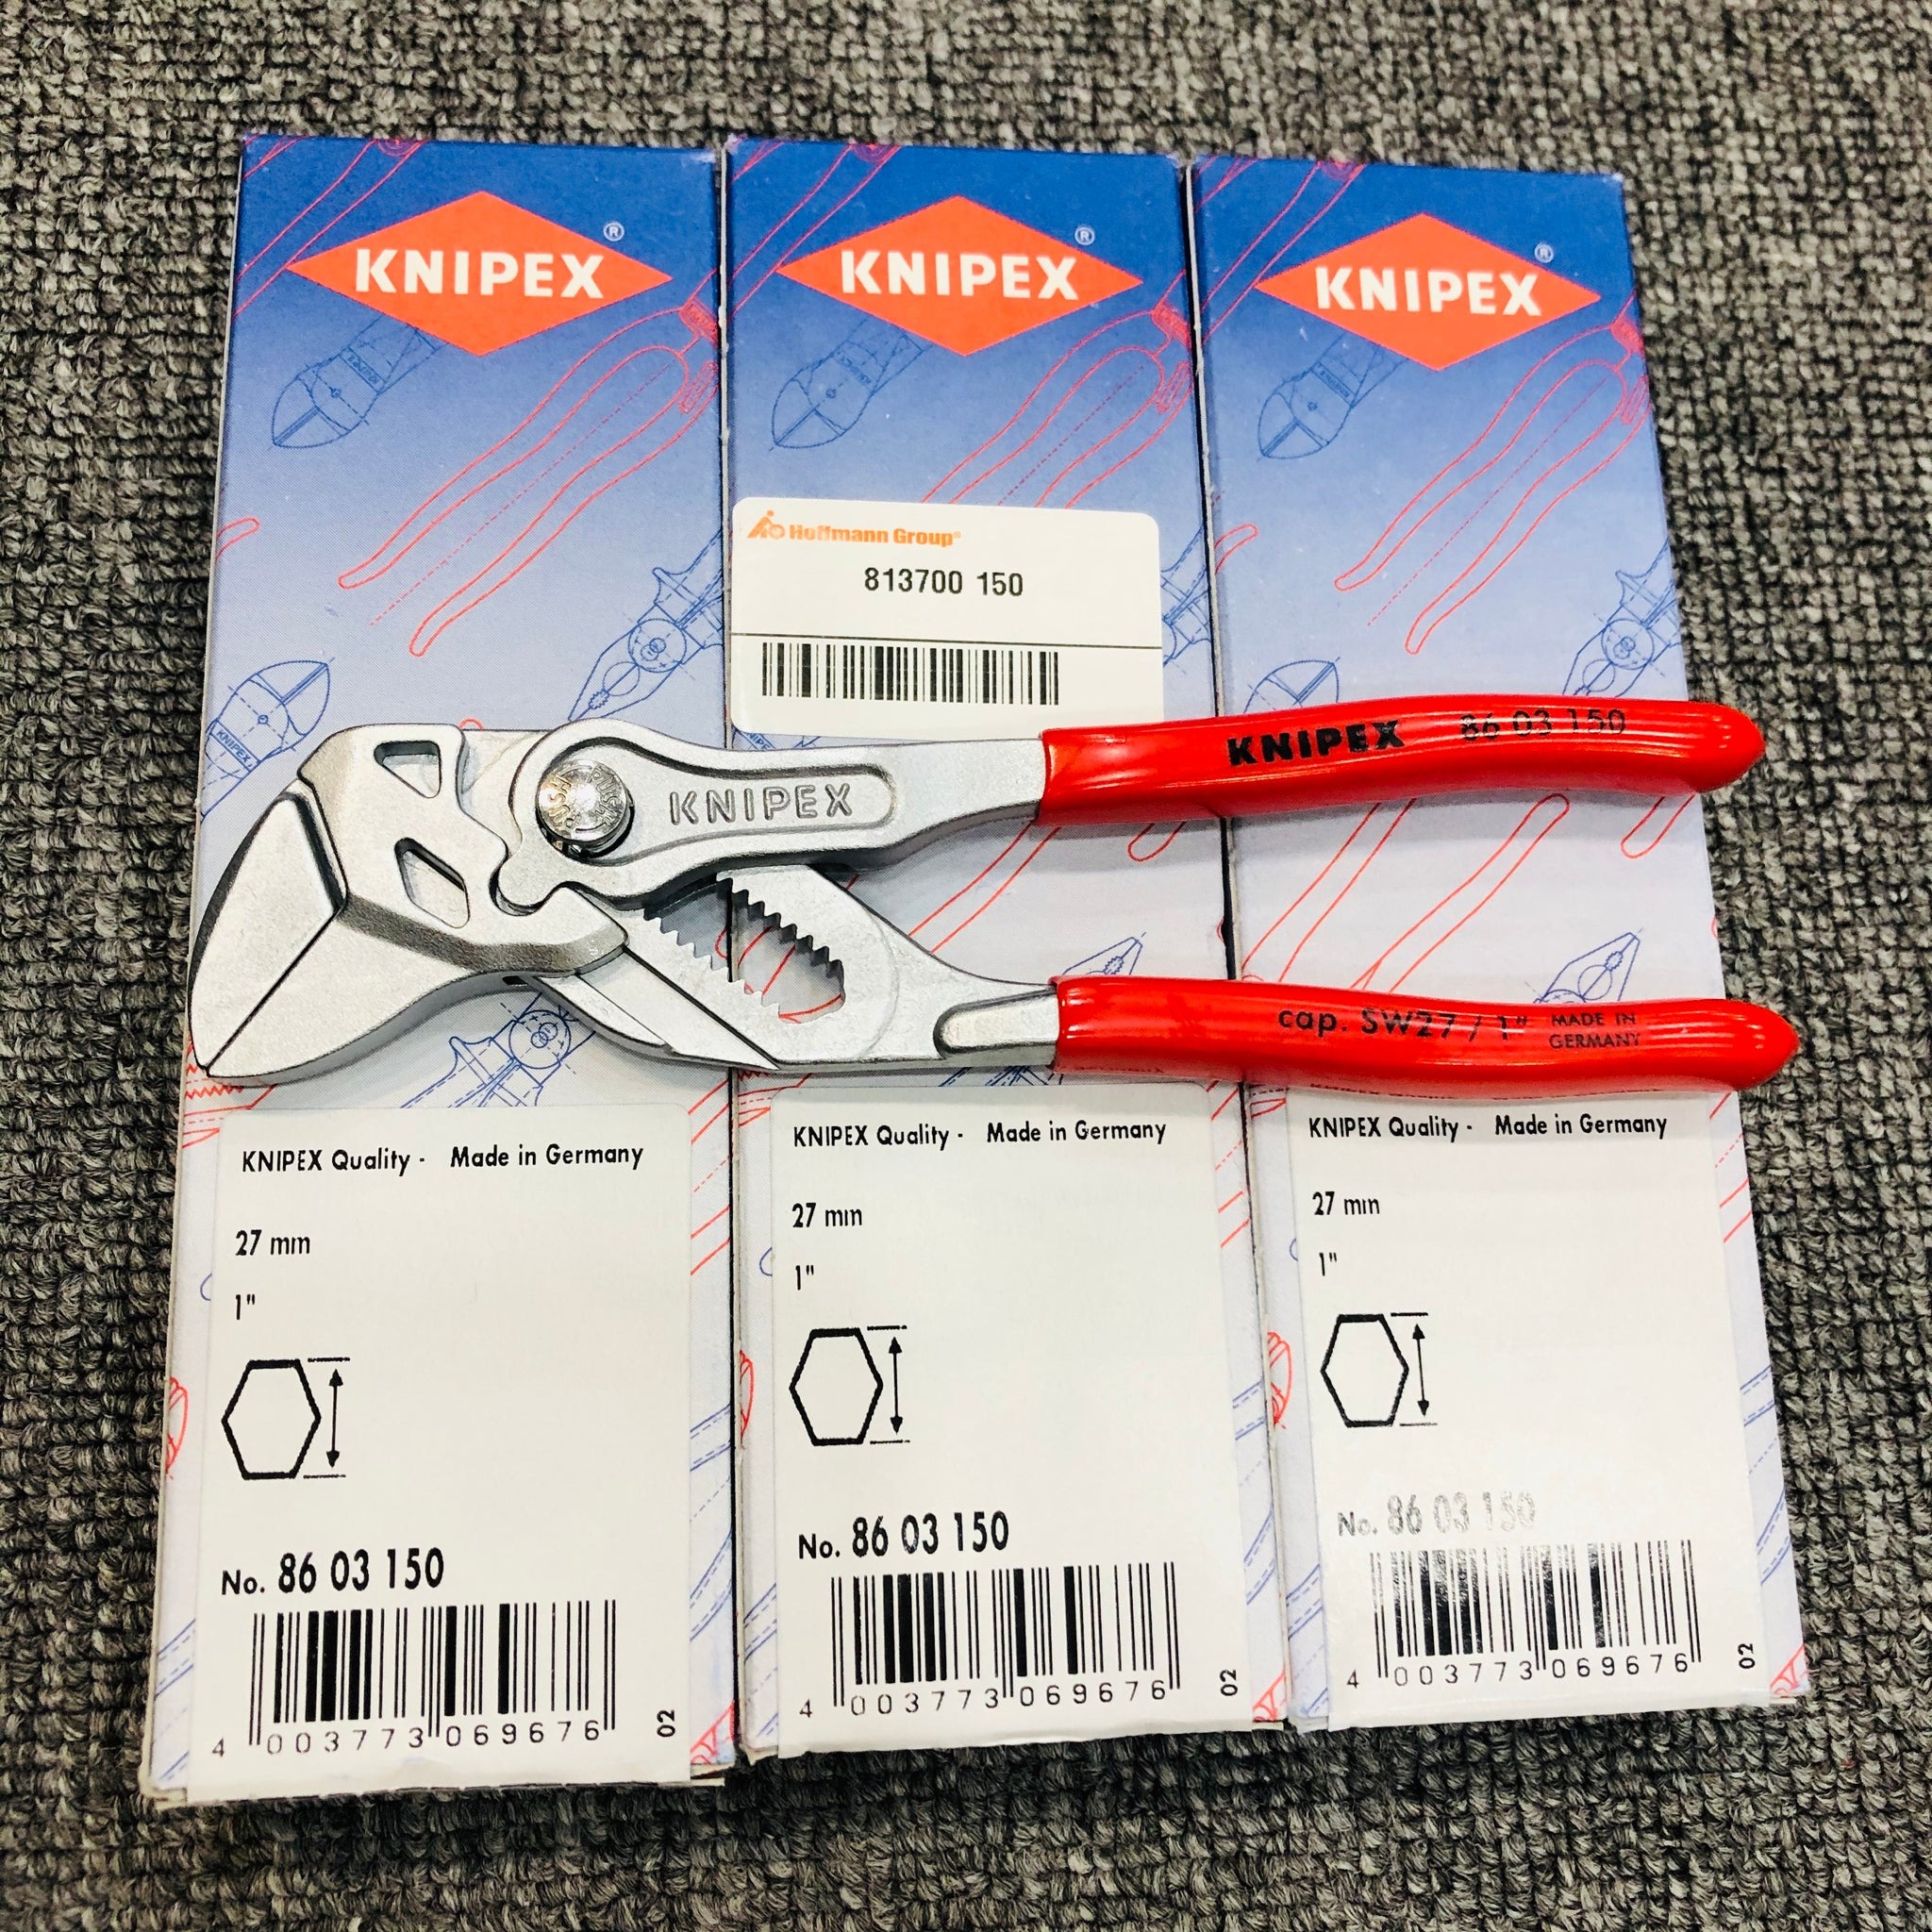 KNIPEX ®
KNIPEX ®
KNIPEX ®
Hoffmann Group®
813700 150
KNIPEX
KNIPEX 86 03 150
PUSH
KNIPEX
cap. SW27 / 1" MADE IN
GERMANY
KNIPEX Quality - Made in Germany
27 mm
1"
No. 86 03 150
4 003773 069676
02
KNIPEX Quality - Made in Germany
27 mm
1"
No. 86 03 150
4 003773 069676
02
KNIPEX Quality - Made in Germany
27 mm
1"
No. 86 03 150
4 003773 069676
02